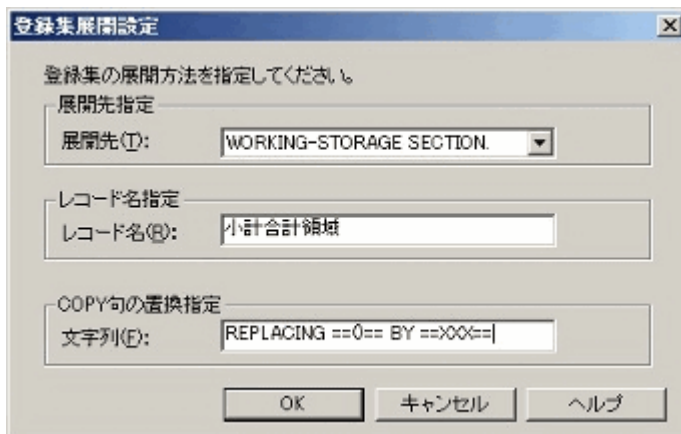 登録集展開設定
登録集の展開方法を指定してください。
展開先指定
展開先(T): WORKING-STORAGE SECTION.
レコード名指定
レコード名(R): 小計合計領域
COPY句の置換指定
文字列(F): REPLACING ==0== BY ==XXX==
OK キャンセル ヘルプ